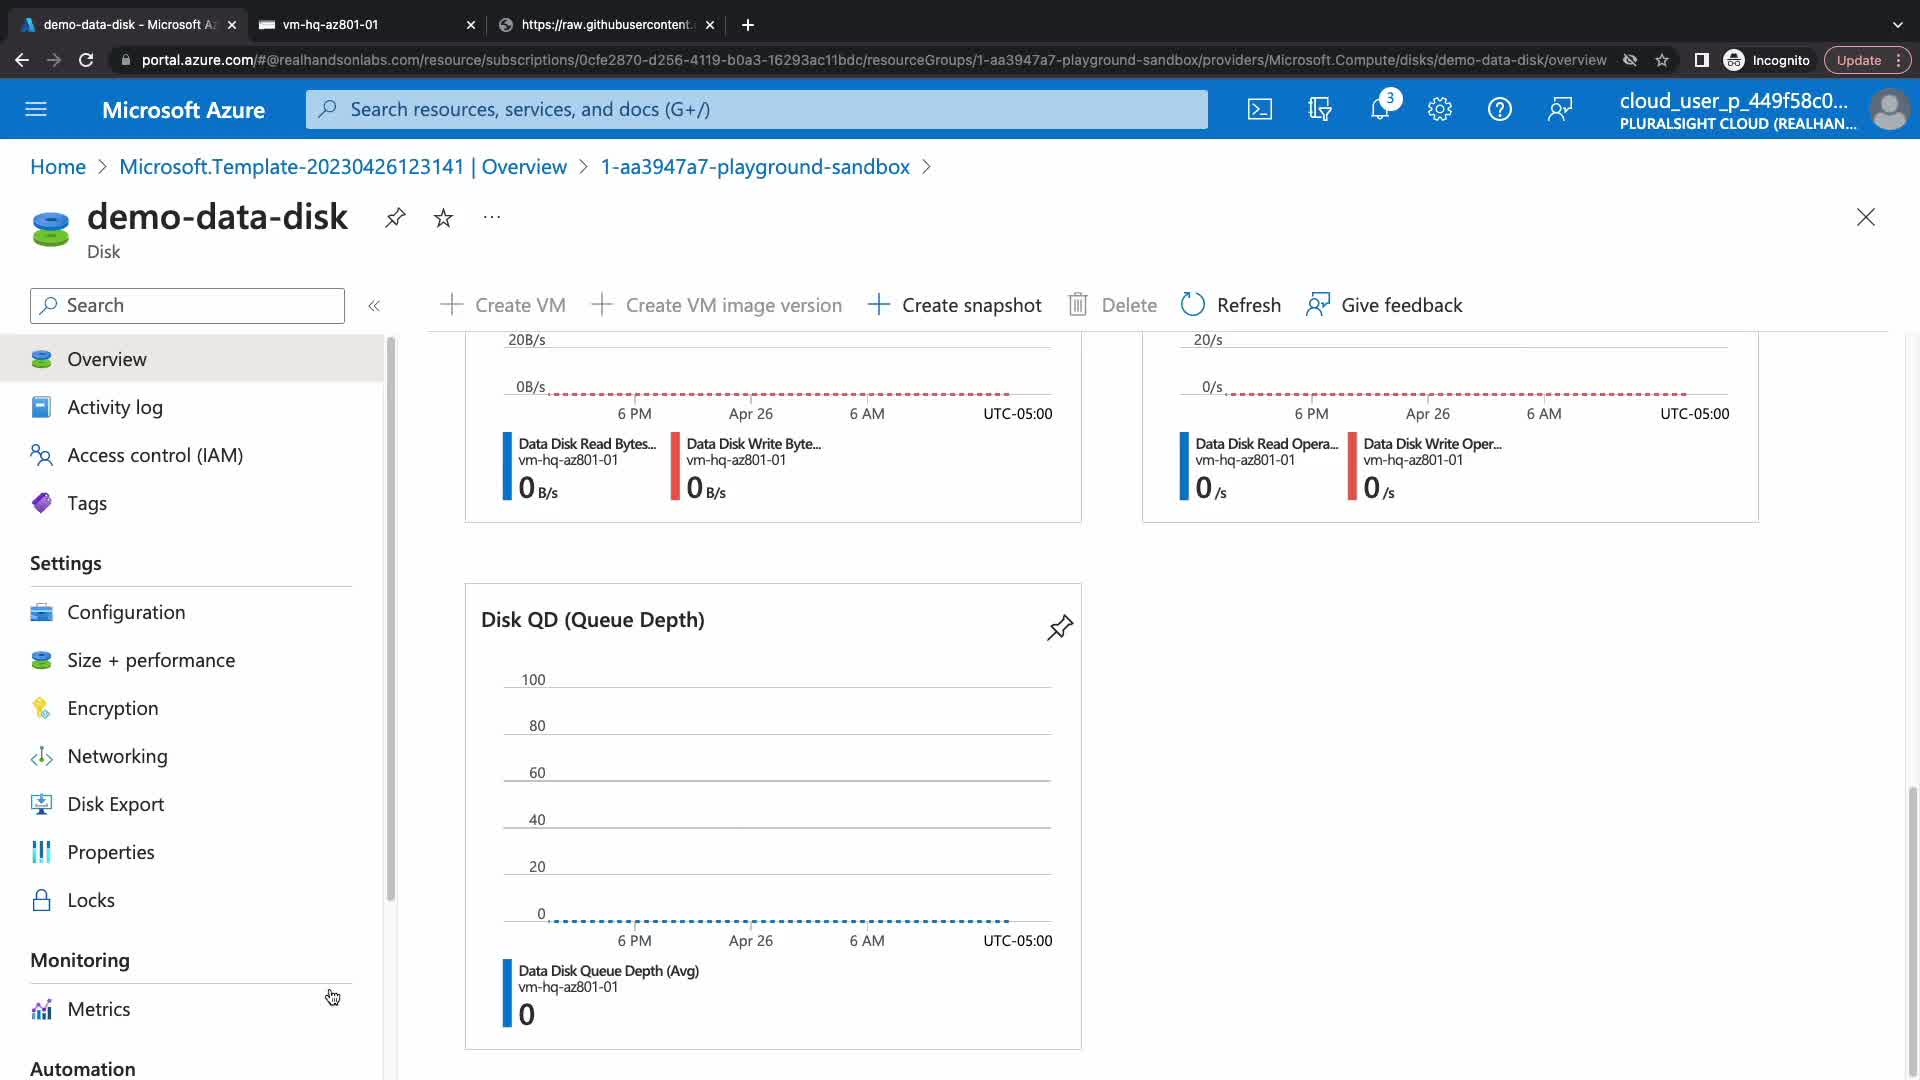 demo-data-disk - Microsoft Az
vm-hq-az801-01
https://raw.githubusercontent.
portal.azure.com/#@realhandsonlabs.com/resource/subscriptions/0cfe2870-d256-4119-b0a3-16293ac11bdc/resourceGroups/1-aa3947a7-playground-sandbox/providers/Microsoft.Compute/disks/demo-data-disk/overview
Incognito
Update
Microsoft Azure
Search resources, services, and docs (G+/)
3
cloud_user_p_449f58c0...
PLURALSIGHT CLOUD (REALHAN...
Home > Microsoft.Template-20230426123141 | Overview > 1-aa3947a7-playground-sandbox >
demo-data-disk
Disk
Search
Create VM
Create VM image version
Create snapshot
Delete
Refresh
Give feedback
Overview
Activity log
Access control (IAM)
Tags
Settings
Configuration
Size + performance
Encryption
Networking
Disk Export
Properties
Locks
Monitoring
Metrics
Automation
20B/s
0B/s
6 PM Apr 26 6 AM UTC-05:00
Data Disk Read Bytes...
vm-hq-az801-01
0 B/s
Data Disk Write Byte...
vm-hq-az801-01
0 B/s
20/s
0/s
6 PM Apr 26 6 AM UTC-05:00
Data Disk Read Opera...
vm-hq-az801-01
0 /s
Data Disk Write Oper...
vm-hq-az801-01
0 /s
Disk QD (Queue Depth)
100
80
60
40
20
0
6 PM Apr 26 6 AM UTC-05:00
Data Disk Queue Depth (Avg)
vm-hq-az801-01
0